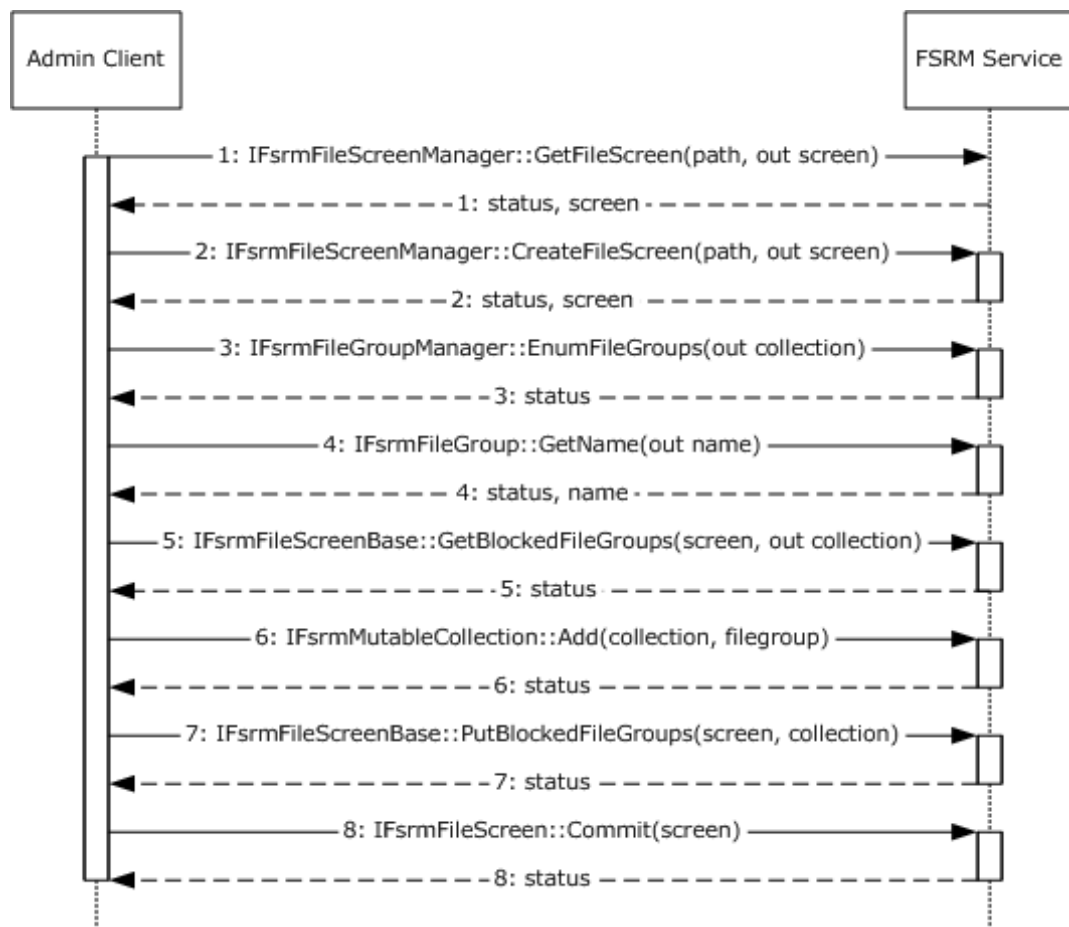 Admin Client
FSRM Service
1: IFsrmFileScreenManager::GetFileScreen(path, out screen)
1: status, screen
2: IFsrmFileScreenManager::CreateFileScreen(path, out screen)
2: status, screen
3: IFsrmFileGroupManager::EnumFileGroups(out collection)
3: status
4: IFsrmFileGroup::GetName(out name)
4: status, name
5: IFsrmFileScreenBase::GetBlockedFileGroups(screen, out collection)
5: status
6: IFsrmMutableCollection::Add(collection, filegroup)
6: status
7: IFsrmFileScreenBase::PutBlockedFileGroups(screen, collection)
7: status
8: IFsrmFileScreen::Commit(screen)
8: status